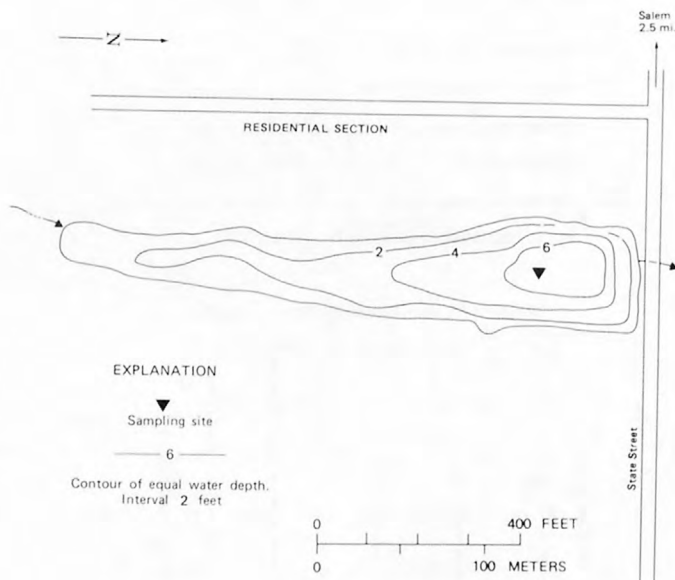 Salem
2.5 mi.
N
RESIDENTIAL SECTION
2
4
6
EXPLANATION
Sampling site
6
Contour of equal water depth.
Interval 2 feet
State Street
0 400 FEET
0 100 METERS